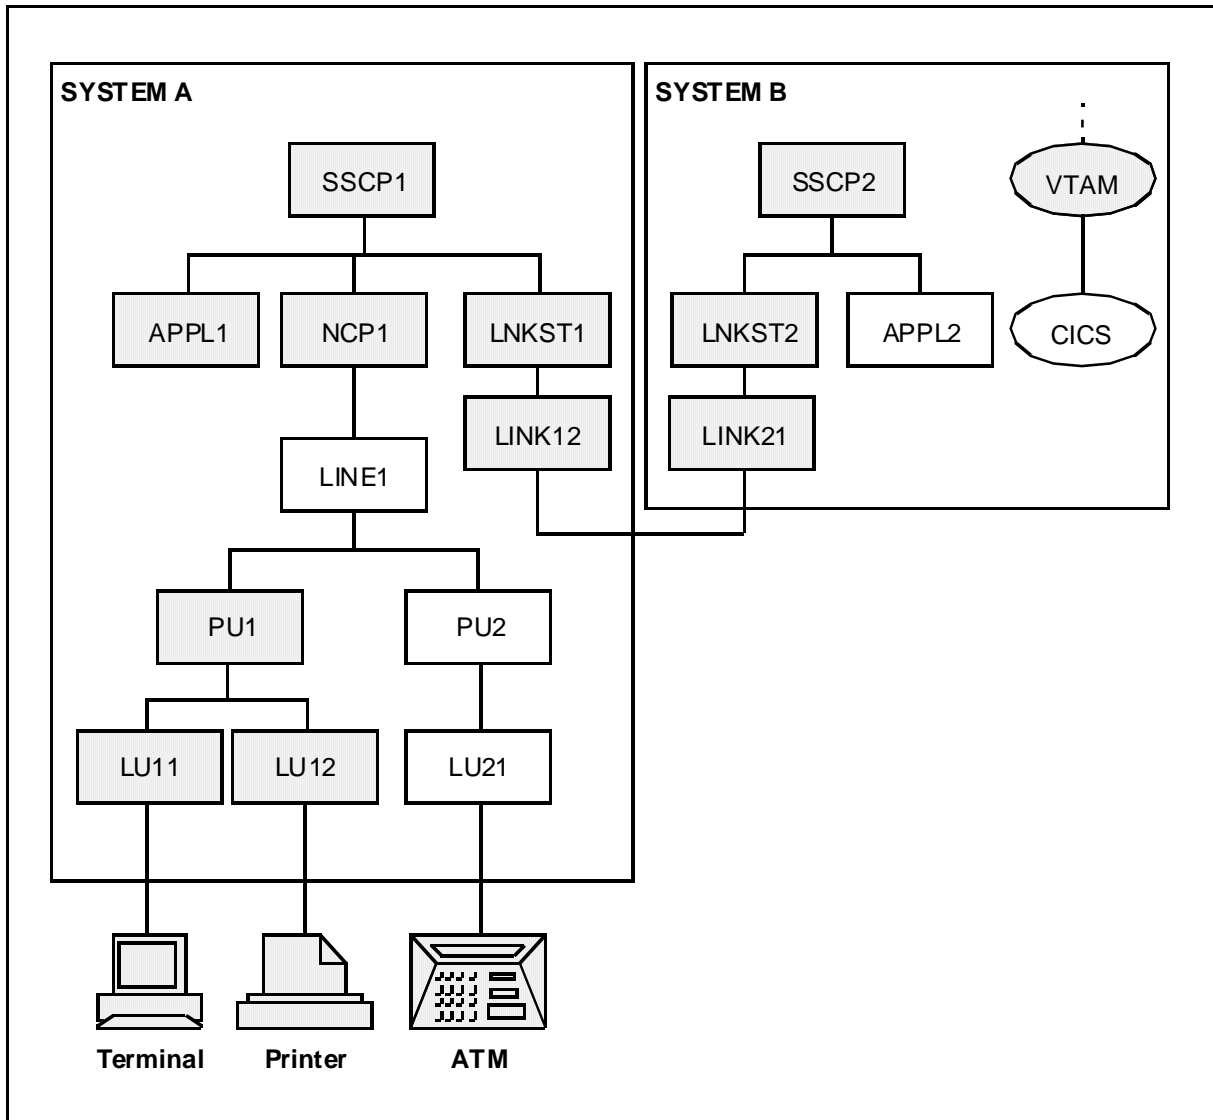 SYSTEM A
SYSTEM B
SSCP1
SSCP2
VTAM
APPL1
NCP1
LNKST1
LNKST2
APPL2
CICS
LINK12
LINK21
LINE1
PU1
PU2
LU11
LU12
LU21
Terminal
Printer
ATM